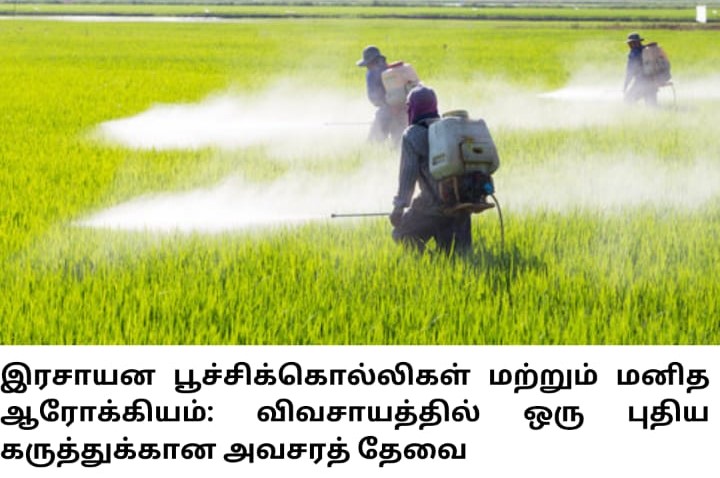 இரசாயன பூச்சிக்கொல்லிகள் மற்றும் மனித
ஆரோக்கியம்: விவசாயத்தில் ஒரு புதிய
கருத்துக்கான அவசரத் தேவை